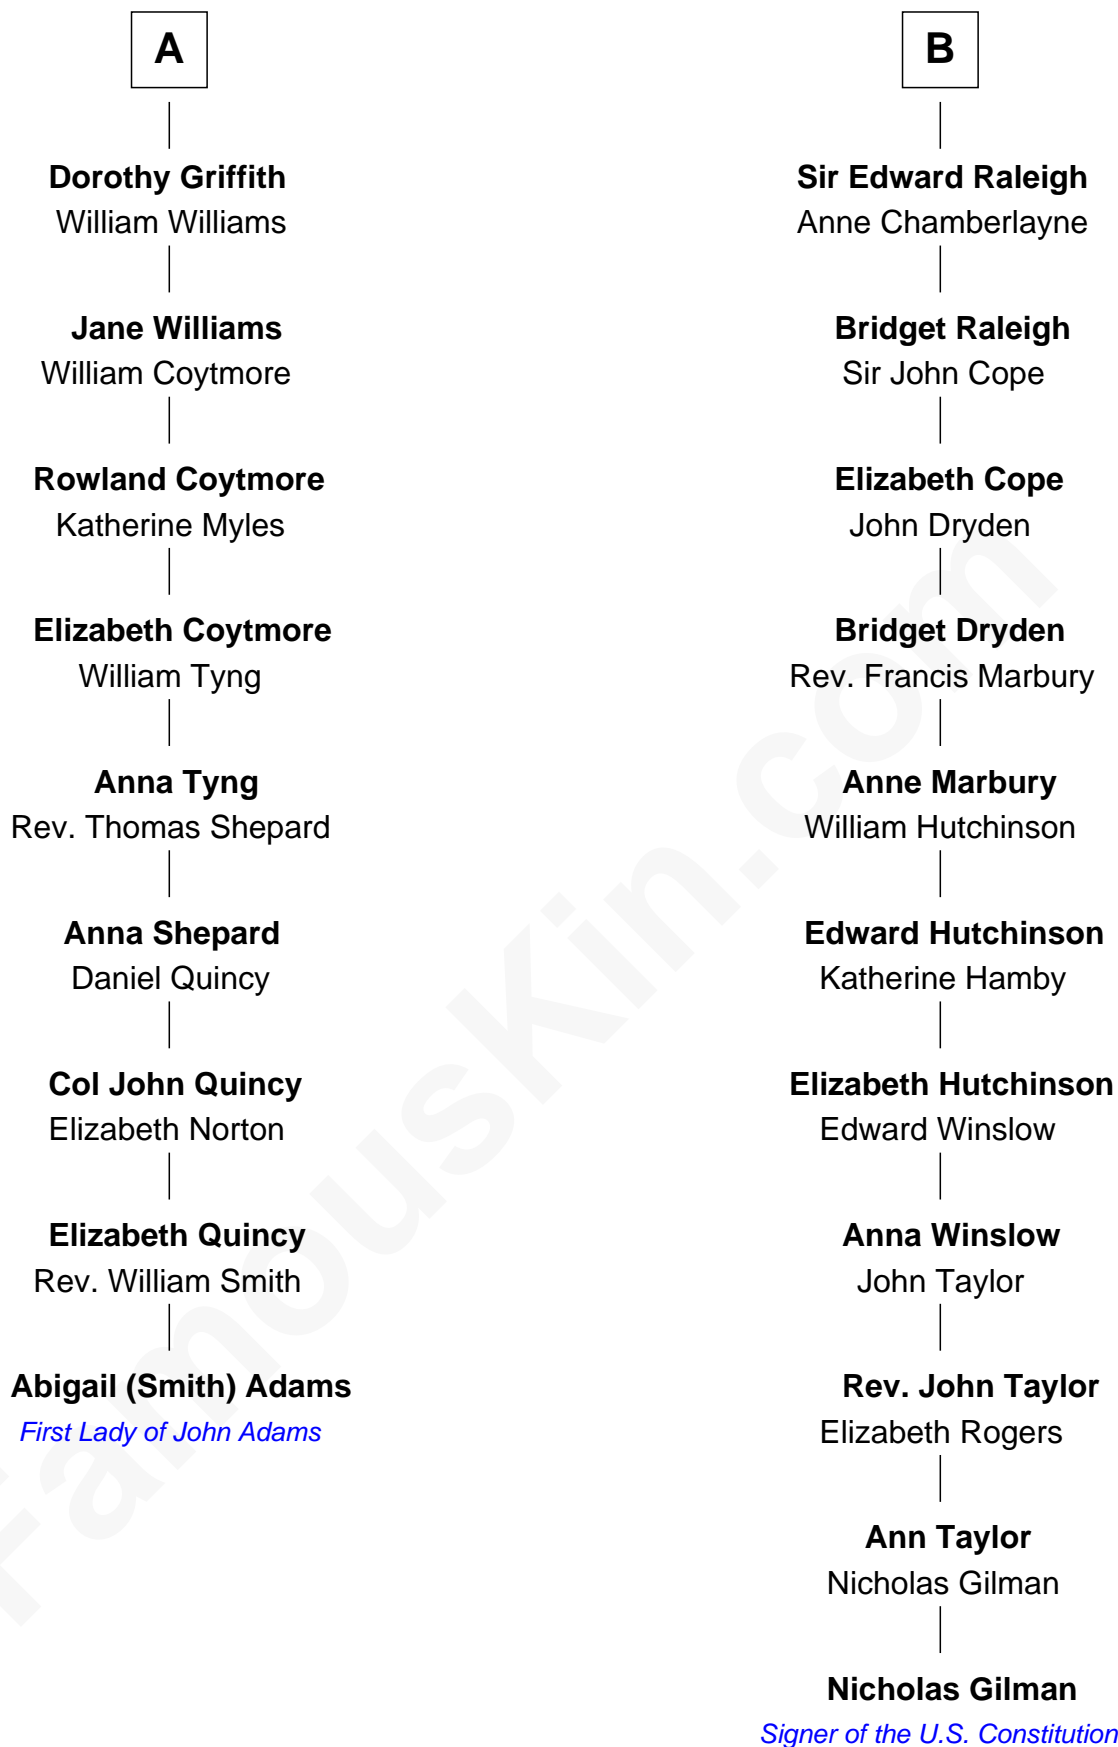 A
Dorothy Griffith
William Williams
Jane Williams
William Coytmore
Rowland Coytmore
Katherine Myles
Elizabeth Coytmore
William Tyng
Anna Tyng
Rev. Thomas Shepard
Anna Shepard
Daniel Quincy
Col John Quincy
Elizabeth Norton
Elizabeth Quincy
Rev. William Smith
Abigail (Smith) Adams
First Lady of John Adams
B
Sir Edward Raleigh
Anne Chamberlayne
Bridget Raleigh
Sir John Cope
Elizabeth Cope
John Dryden
Bridget Dryden
Rev. Francis Marbury
Anne Marbury
William Hutchinson
Edward Hutchinson
Katherine Hamby
Elizabeth Hutchinson
Edward Winslow
Anna Winslow
John Taylor
Rev. John Taylor
Elizabeth Rogers
Ann Taylor
Nicholas Gilman
Nicholas Gilman
Signer of the U.S. Constitution
FamousKin.com